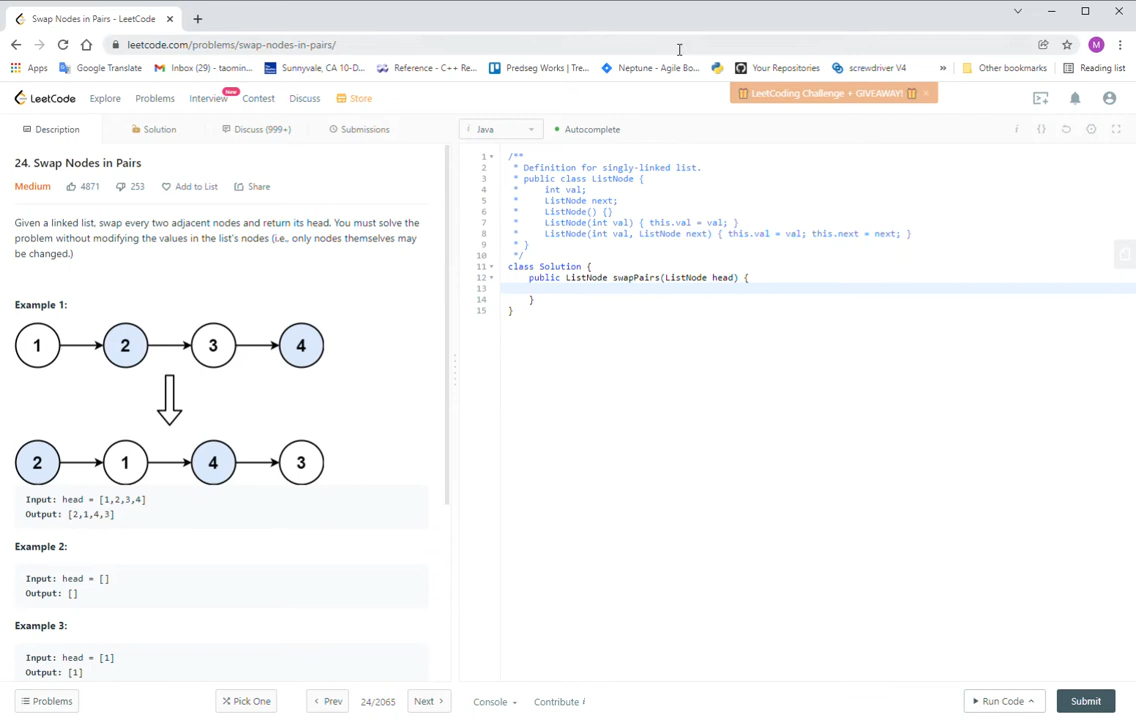 Swap Nodes in Pairs - LeetCode
leetcode.com/problems/swap-nodes-in-pairs/
M
Apps
Google Translate
Inbox (29) - taomin...
Sunnyvale, CA 10-D...
Reference - C++ Re...
Predseg Works | Tre...
Neptune - Agile Bo...
Your Repositories
screwdriver V4
»
Other bookmarks
Reading list
LeetCode
Explore
Problems
Interview
New
Contest
Discuss
Store
LeetCoding Challenge + GIVEAWAY!
Description
Solution
Discuss (999+)
Submissions
i Java
Autocomplete
24. Swap Nodes in Pairs
Medium
4871
253
Add to List
Share
Given a linked list, swap every two adjacent nodes and return its head. You must solve the
problem without modifying the values in the list's nodes (i.e., only nodes themselves may
be changed.)
Example 1:
1 2 3 4
2 1 4 3
Input: head = [1,2,3,4]
Output: [2,1,4,3]
Example 2:
Input: head = []
Output: []
Example 3:
Input: head = [1]
Output: [1]
1 /**
2 * Definition for singly-linked list.
3 * public class ListNode {
4 *     int val;
5 *     ListNode next;
6 *     ListNode() {}
7 *     ListNode(int val) { this.val = val; }
8 *     ListNode(int val, ListNode next) { this.val = val; this.next = next; }
9 * }
10 */
11 class Solution {
12     public ListNode swapPairs(ListNode head) {
13
14     }
15 }
Problems
Pick One
Prev
24/2065
Next
Console
Contribute i
Run Code
Submit